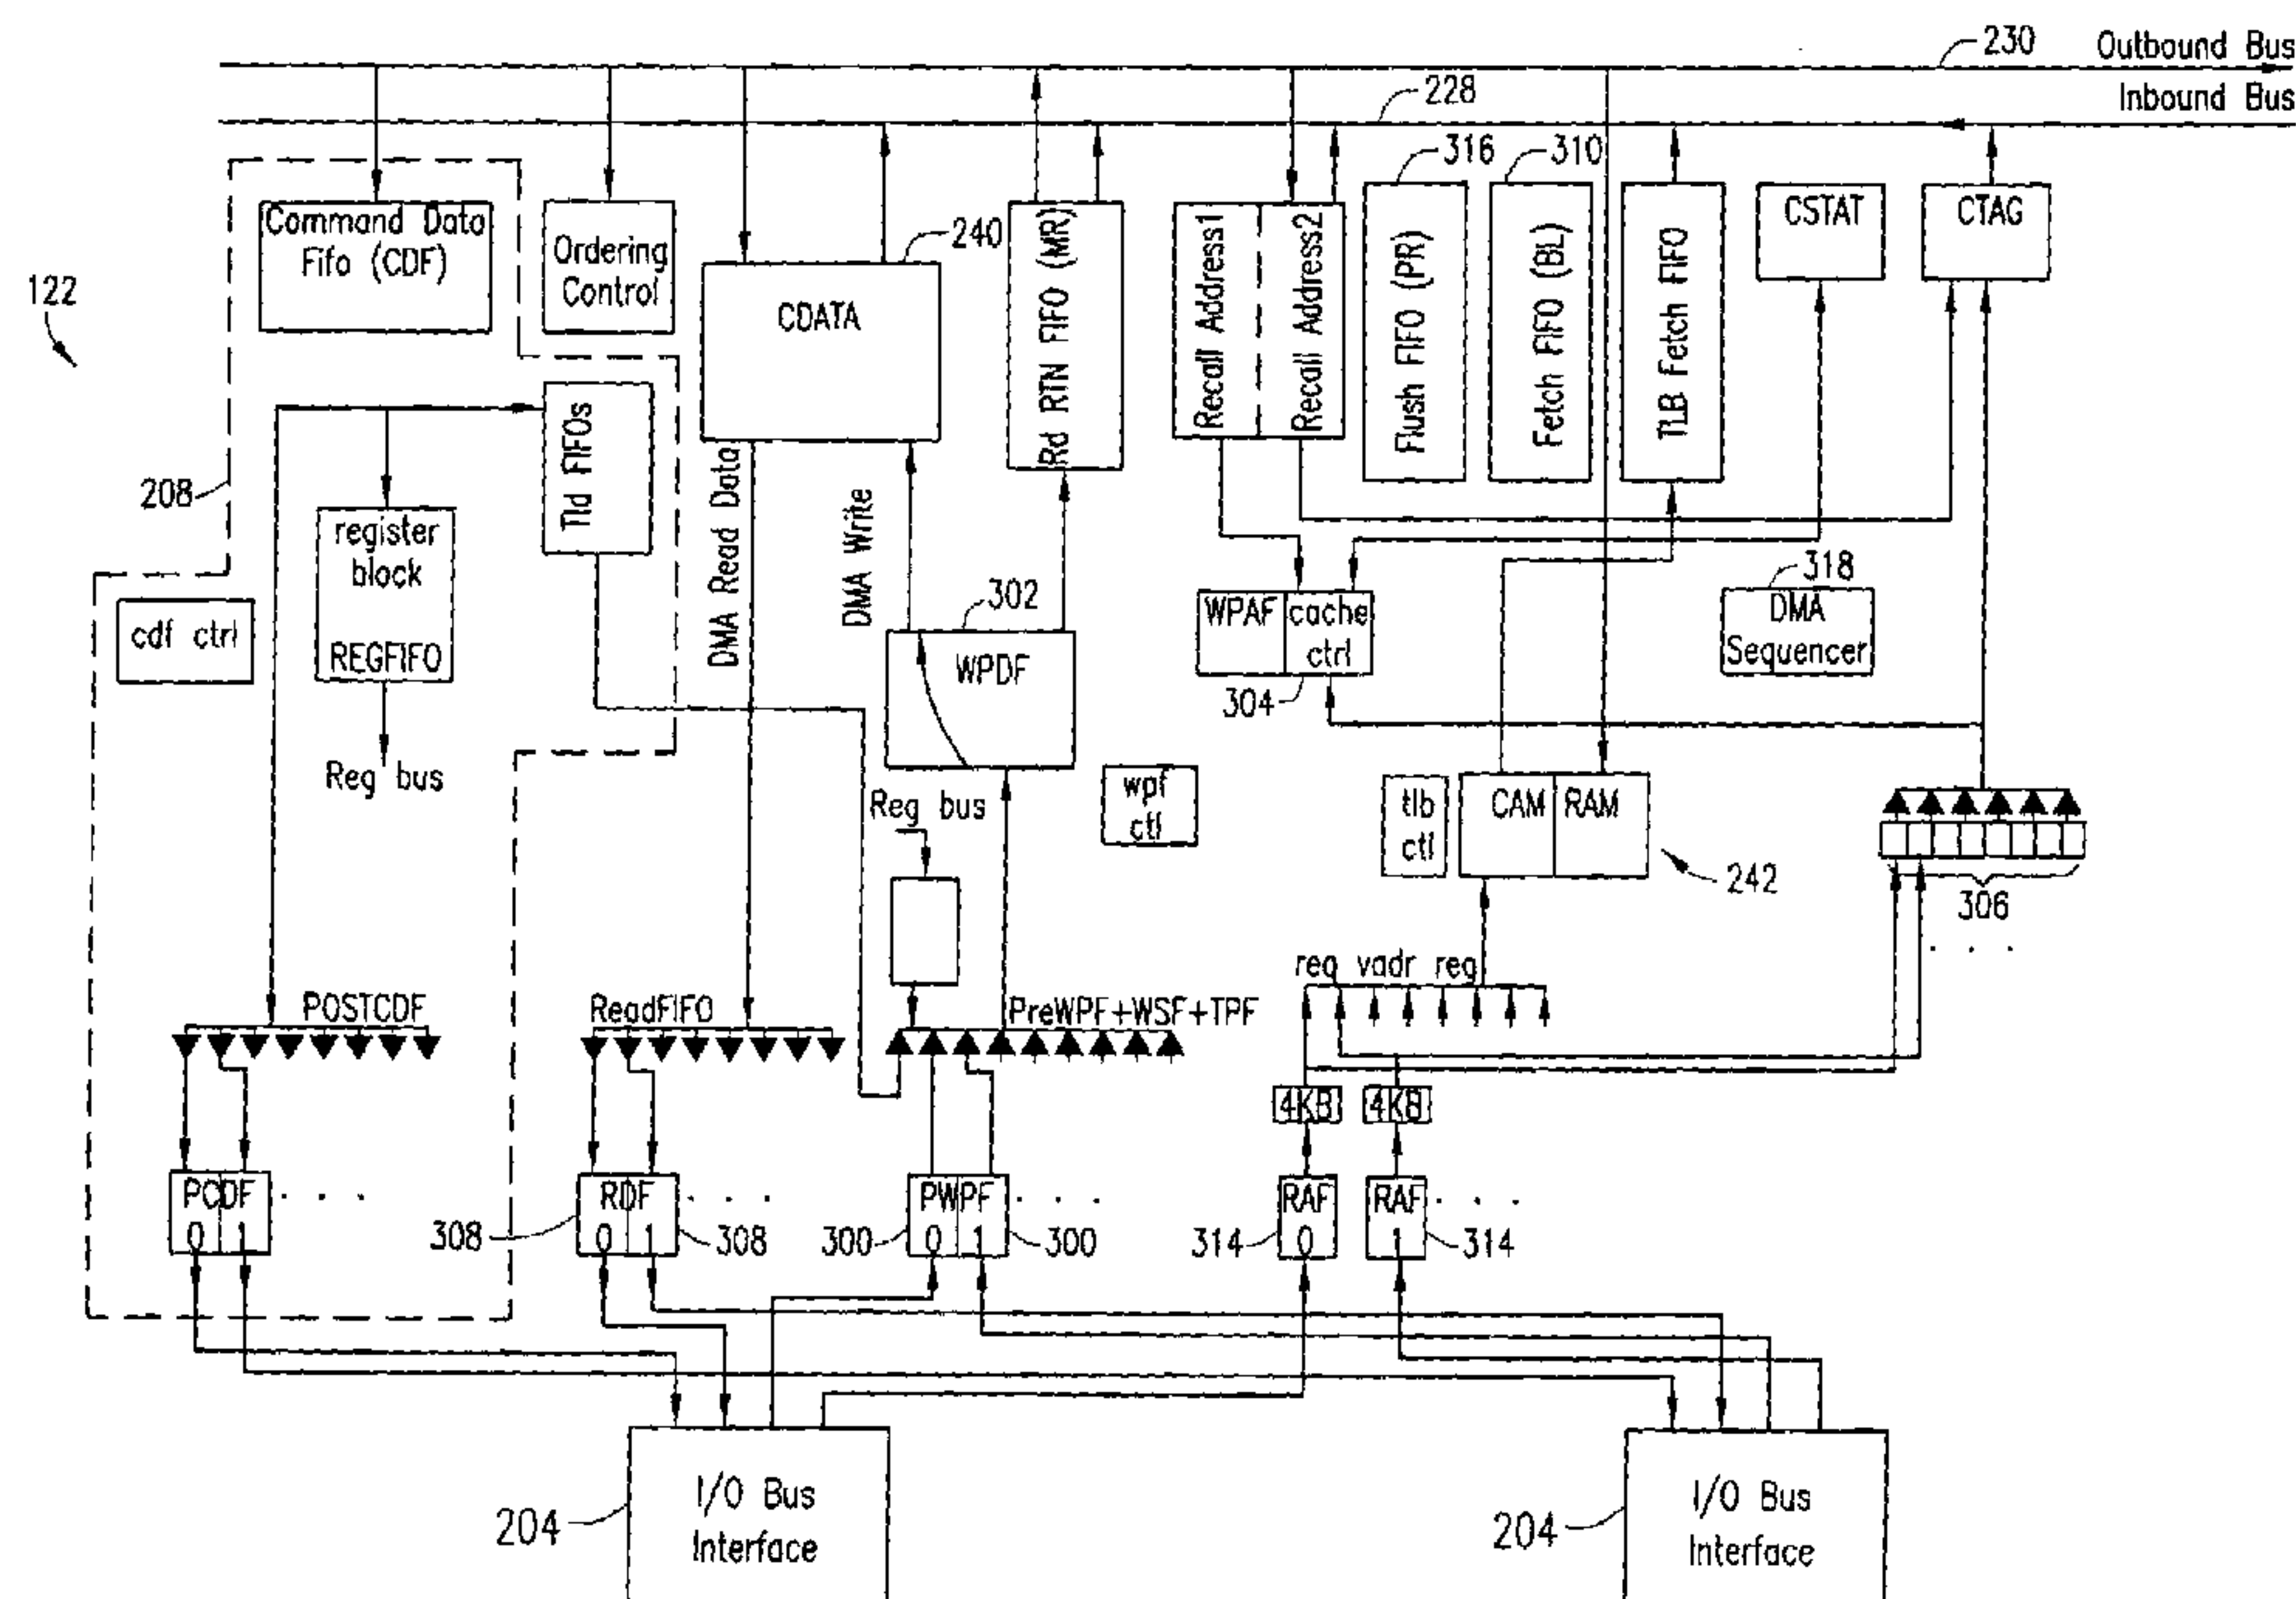 230
Outbound Bus
228
Inbound Bus
122
208
Command Data
Fifo (CDF)
Ordering
Control
240
CDATA
Rd RTN FIFO (MR)
Recall Address1
Recall Address2
316
Flush FIFO (PR)
310
Fetch FIFO (BL)
TLB Fetch FIFO
CSTAT
CTAG
TId FIFOs
register
block
REGFIFO
Reg bus
cdf ctrl
DMA Read Data
DMA Write
302
WPDF
WPAF
cache
ctrl
304
318
DMA
Sequencer
Reg bus
wpf
ctl
tlb
ctl
CAM
RAM
242
306
. . .
req vadr reg
POSTCDF
ReadFIFO
PreWPF+WSF+TPF
4KB
4KB
PCDF
0 1
. . .
308
RDF
0 1
. . .
308
300
PWPF
0 1
. . .
300
314
RAF
0
RAF
1
. . .
314
204
I/O Bus
Interface
204
I/O Bus
Interface